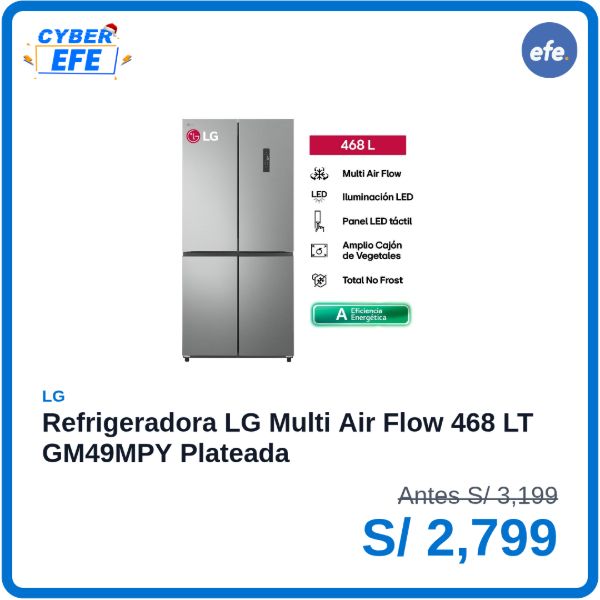 CYBER
EFE
efe.
LG
468 L
Multi Air Flow
LED
Iluminación LED
Panel LED táctil
Amplio Cajón
de Vegetales
Total No Frost
A Eficiencia
Energética
LG
Refrigeradora LG Multi Air Flow 468 LT
GM49MPY Plateada
Antes S/ 3,199
S/ 2,799